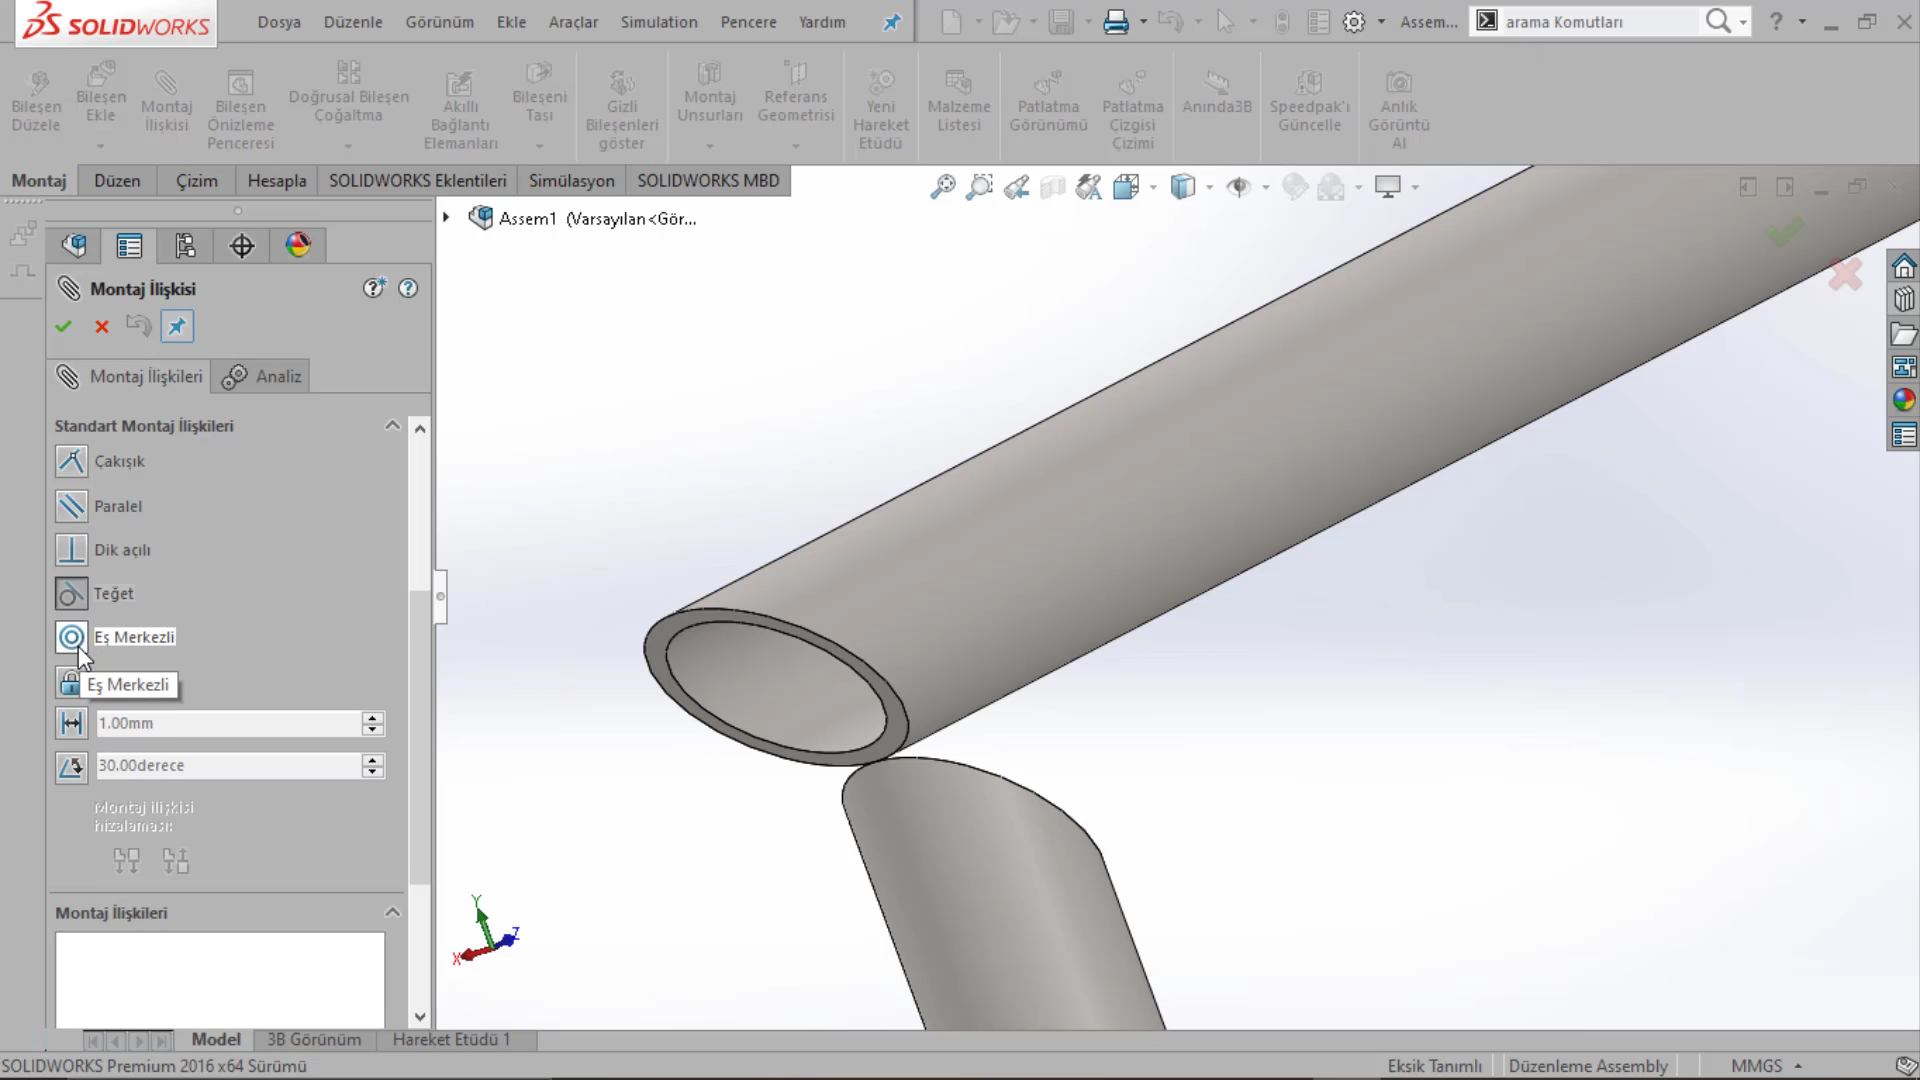 SOLIDWORKS
Dosya Düzenle Görünüm Ekle Araçlar Simulation Pencere Yardım
Assem...
arama Komutları
Bileşen Düzele
Bileşen Ekle
Montaj İlişkisi
Bileşen Önizleme Penceresi
Doğrusal Bileşen Çoğaltma
Akıllı Bağlantı Elemanları
Bileşeni Taşı
Gizli Bileşenleri göster
Montaj Unsurları
Referans Geometrisi
Yeni Hareket Etüdü
Malzeme Listesi
Patlatma Görünümü
Patlatma Çizgisi Çizimi
Anında3B
Speedpak'ı Güncelle
Anlık Görüntü Al
Montaj Düzen Çizim Hesapla SOLIDWORKS Eklentileri Simülasyon SOLIDWORKS MBD
Assem1 (Varsayılan<Gör...
Montaj İlişkisi
Montaj İlişkileri Analiz
Standart Montaj İlişkileri
Çakışık
Paralel
Dik açılı
Teğet
Eş Merkezli
Eş Merkezli
1.00mm
30.00derece
Montaj ilişkisi
hizalaması:
Montaj İlişkileri
Y
Z
X
Model 3B Görünüm Hareket Etüdü 1
SOLIDWORKS Premium 2016 x64 Sürümü
Eksik Tanımlı Düzenleme Assembly MMGS